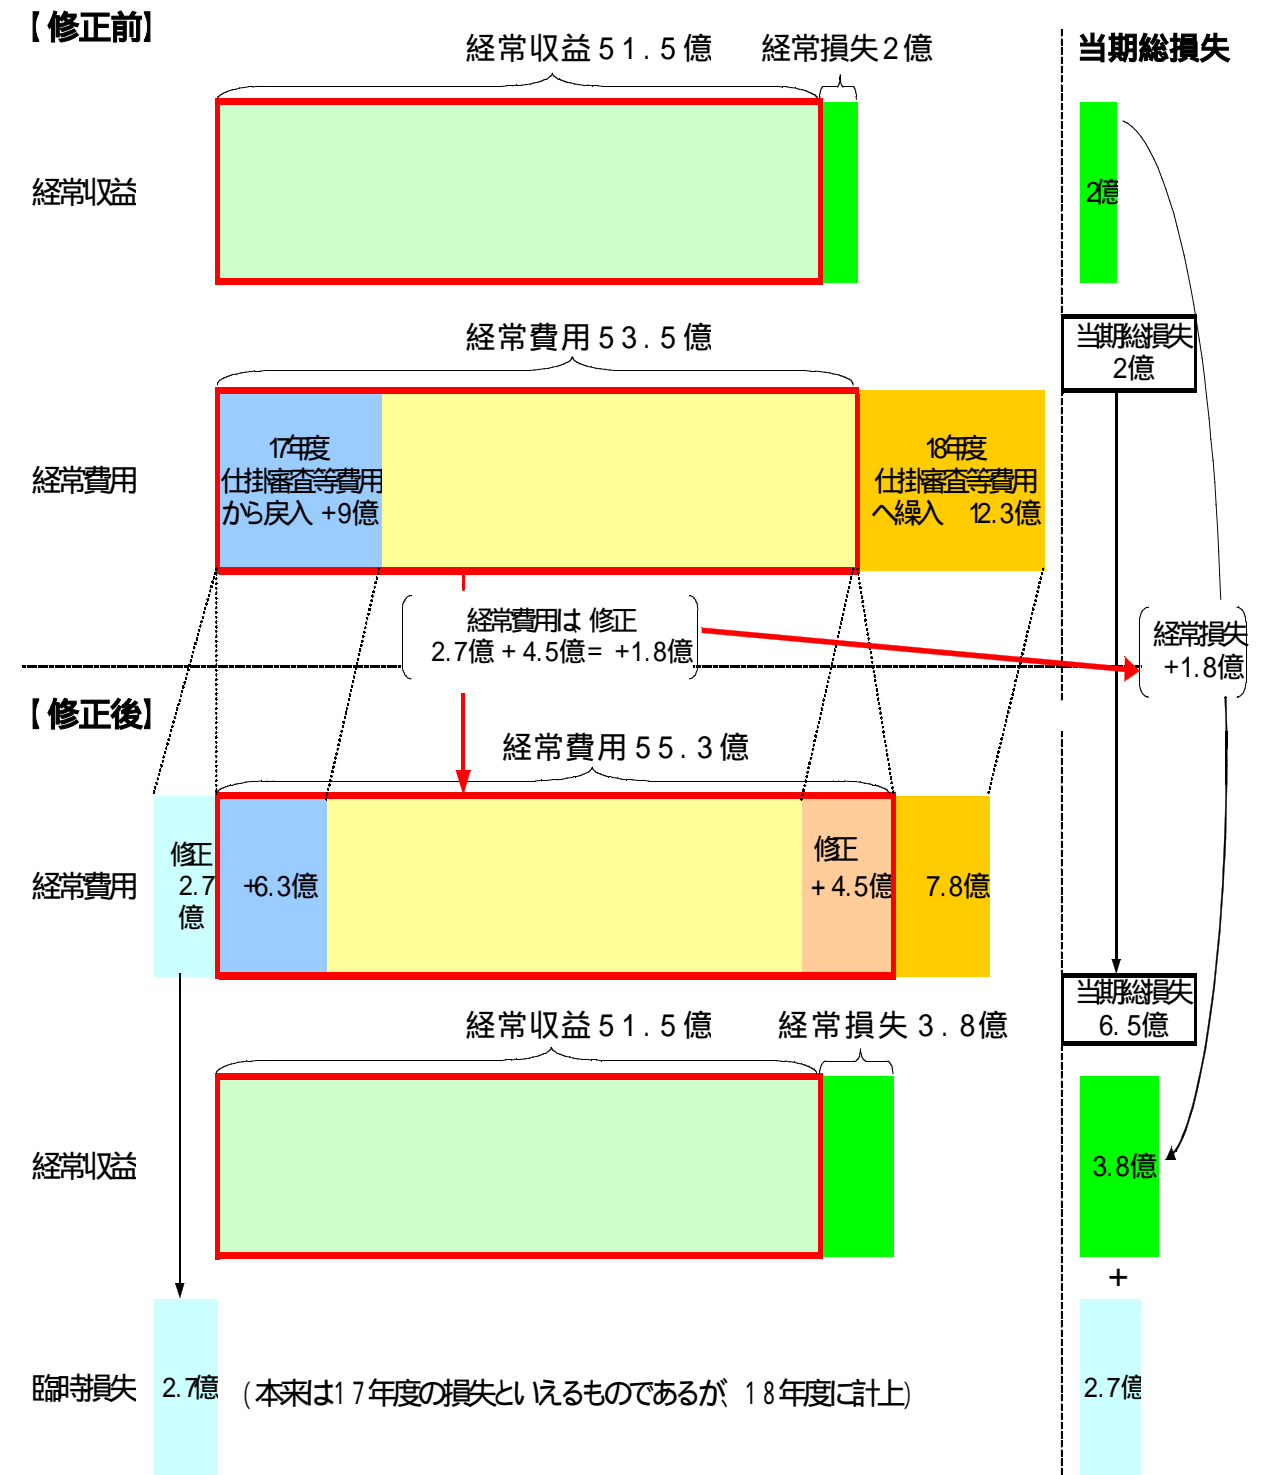 【修正前】
経常収益５１．５億
経常損失２億
当期総損失
経常収益
2億
経常費用５３．５億
当期総損失
2億
経常費用
17年度
仕掛審査等費用
から戻入 +9億
18年度
仕掛審査等費用
へ繰入 12.3億
経常費用は 修正
2.7億 + 4.5億= +1.8億
経常損失
+1.8億
【修正後】
経常費用５５．３億
経常費用
修正
2.7
億
+6.3億
修正
+4.5億
7.8億
当期総損失
6.5億
経常収益５１．５億
経常損失３．８億
経常収益
3.8億
+
臨時損失
2.7億
(本来は１７年度の損失といえるものであるが、１８年度に計上)
2.7億